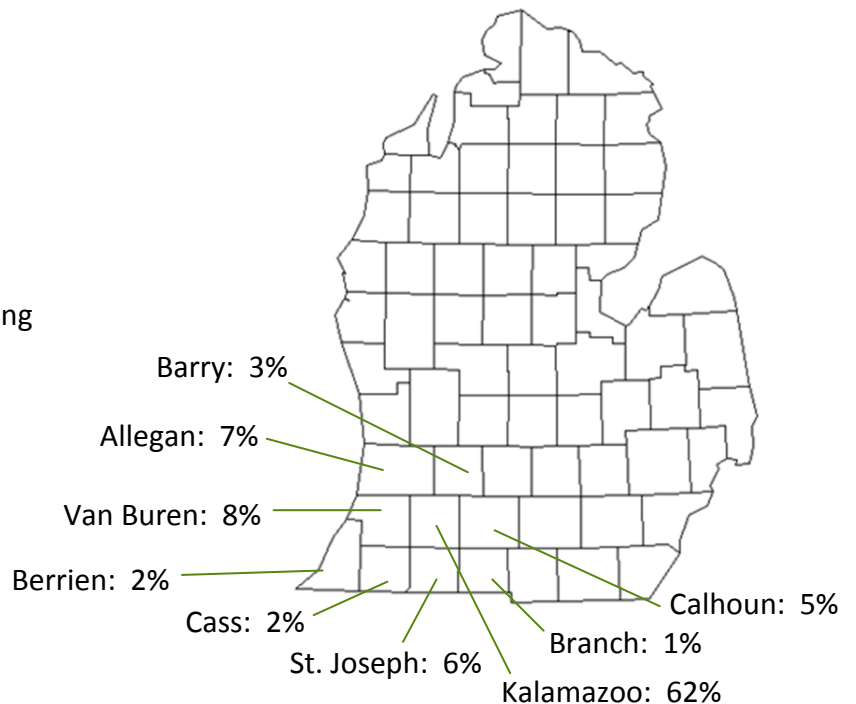 ng
Barry: 3%
Allegan: 7%
Van Buren: 8%
Berrien: 2%
Cass: 2%
St. Joseph: 6%
Kalamazoo: 62%
Branch: 1%
Calhoun: 5%